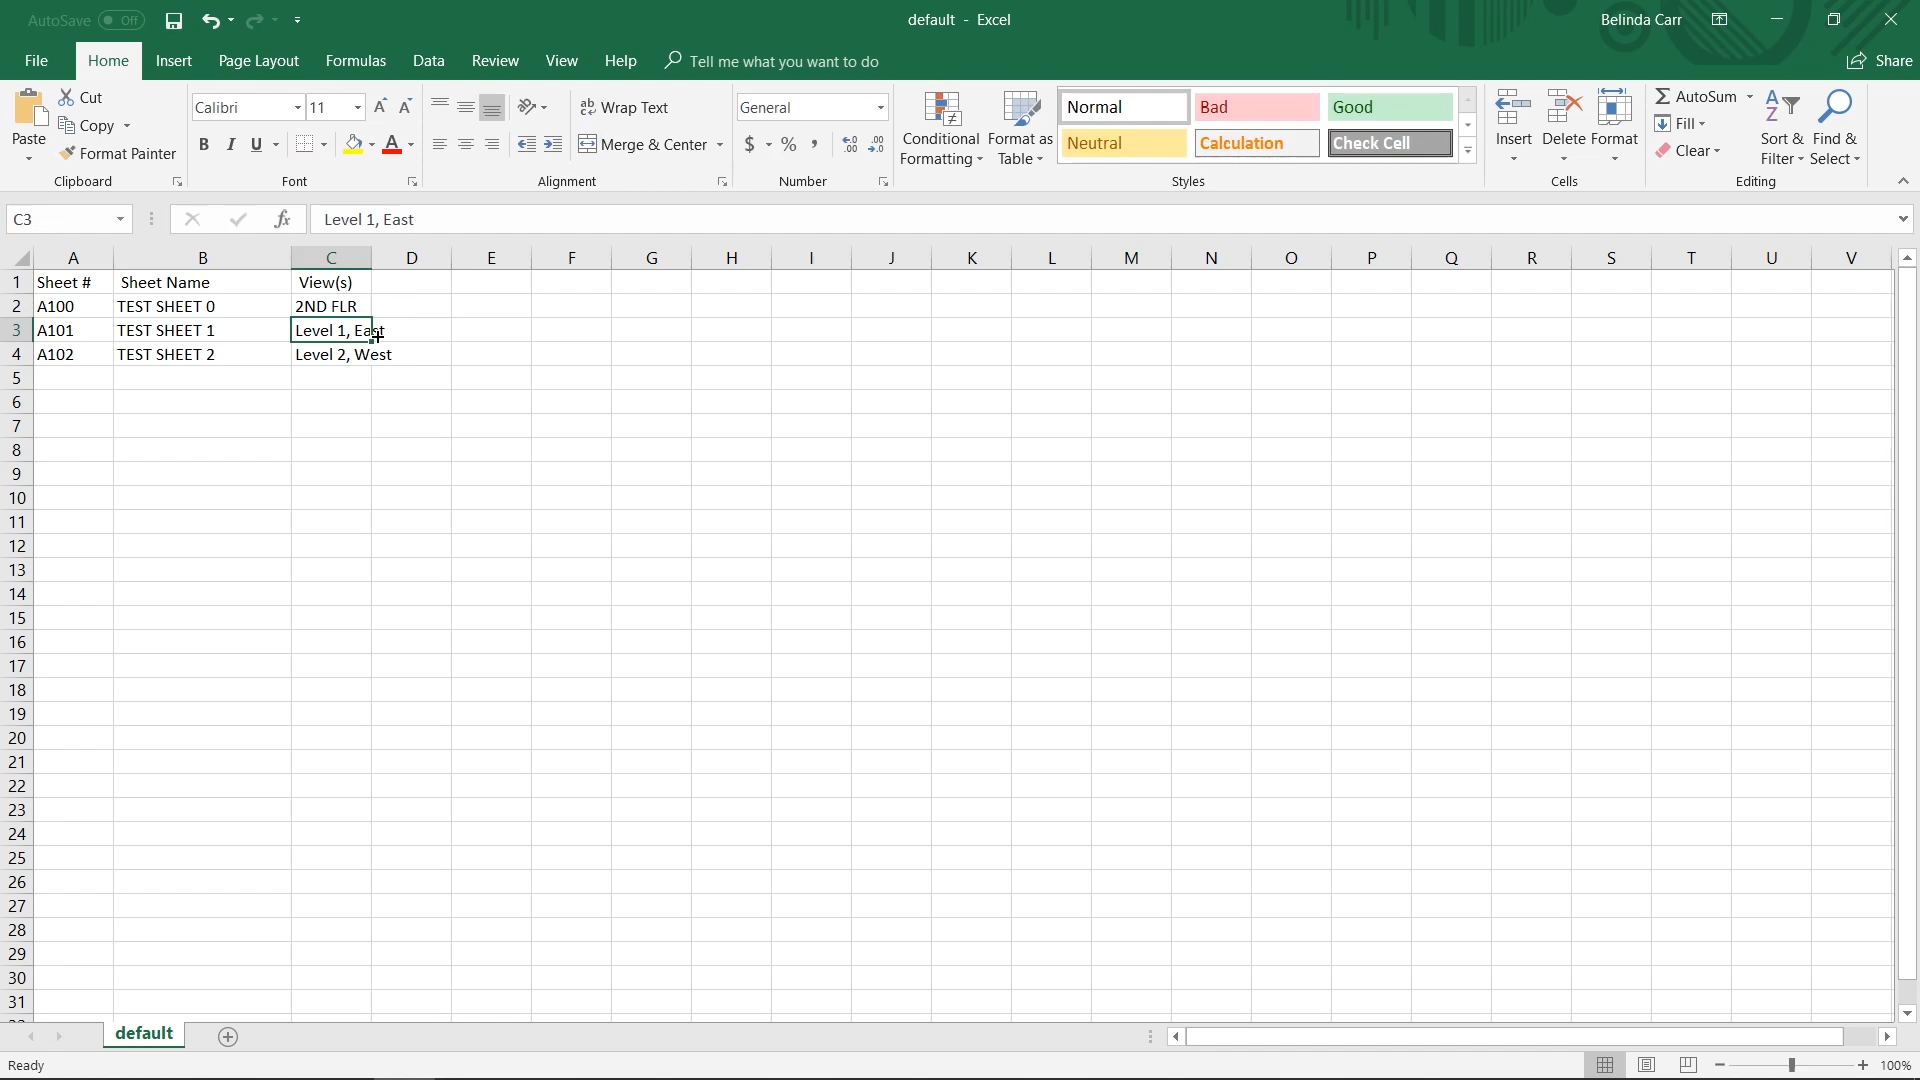 AutoSave Off default - Excel Belinda Carr
File Home Insert Page Layout Formulas Data Review View Help Tell me what you want to do Share
Paste Cut Copy Format Painter Clipboard
Calibri 11 B I U A Font
Wrap Text Merge & Center Alignment
General $ % , Number
Conditional Formatting Format as Table
Normal Bad Good
Neutral Calculation Check Cell
Styles
Insert Delete Format Cells
AutoSum Fill Clear Sort & Filter Find & Select Editing
C3 fx Level 1, East
A B C D E F G H I J K L M N O P Q R S T U V
1 Sheet # Sheet Name View(s)
2 A100 TEST SHEET 0 2ND FLR
3 A101 TEST SHEET 1 Level 1, East
4 A102 TEST SHEET 2 Level 2, West
5
6
7
8
9
10
11
12
13
14
15
16
17
18
19
20
21
22
23
24
25
26
27
28
29
30
31
default
Ready 100%